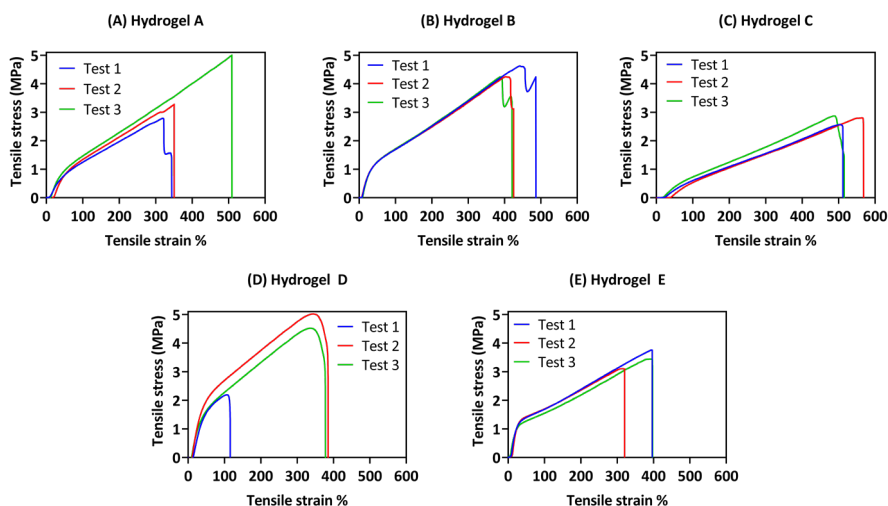 (A) Hydrogel A
Tensile stress (MPa)
5
4
3
2
1
0
Test 1
Test 2
Test 3
0 100 200 300 400 500 600
Tensile strain %
(B) Hydrogel B
Tensile stress (MPa)
5
4
3
2
1
0
Test 1
Test 2
Test 3
0 100 200 300 400 500 600
Tensile strain %
(C) Hydrogel C
Tensile stress (MPa)
5
4
3
2
1
0
Test 1
Test 2
Test 3
0 100 200 300 400 500 600
Tensile strain %
(D) Hydrogel D
Tensile stress (MPa)
5
4
3
2
1
0
Test 1
Test 2
Test 3
0 100 200 300 400 500 600
Tensile strain %
(E) Hydrogel E
Tensile stress (MPa)
5
4
3
2
1
0
Test 1
Test 2
Test 3
0 100 200 300 400 500 600
Tensile strain %